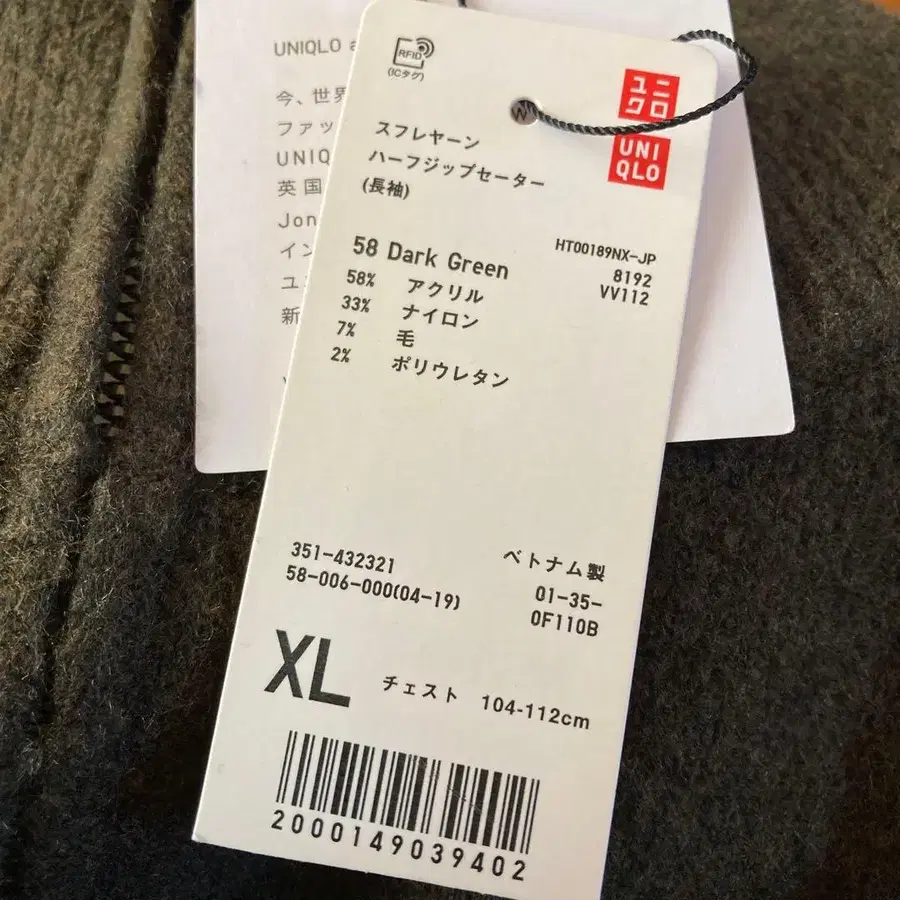 UNIQLO a
今、世界
ファッ
UNIQ
英国
Jon
イン
ユニ
新
RFID
(ICタグ)
ユニ
クロ
UNI
QLO
スフレヤーン
ハーフジップセーター
(長袖)
58 Dark Green
HT00189NX-JP
8192
VV112
58% アクリル
33% ナイロン
7% 毛
2% ポリウレタン
351-432321
58-006-000(04-19)
ベトナム製
01-35-
0F110B
XL チェスト 104-112cm
2000149039402